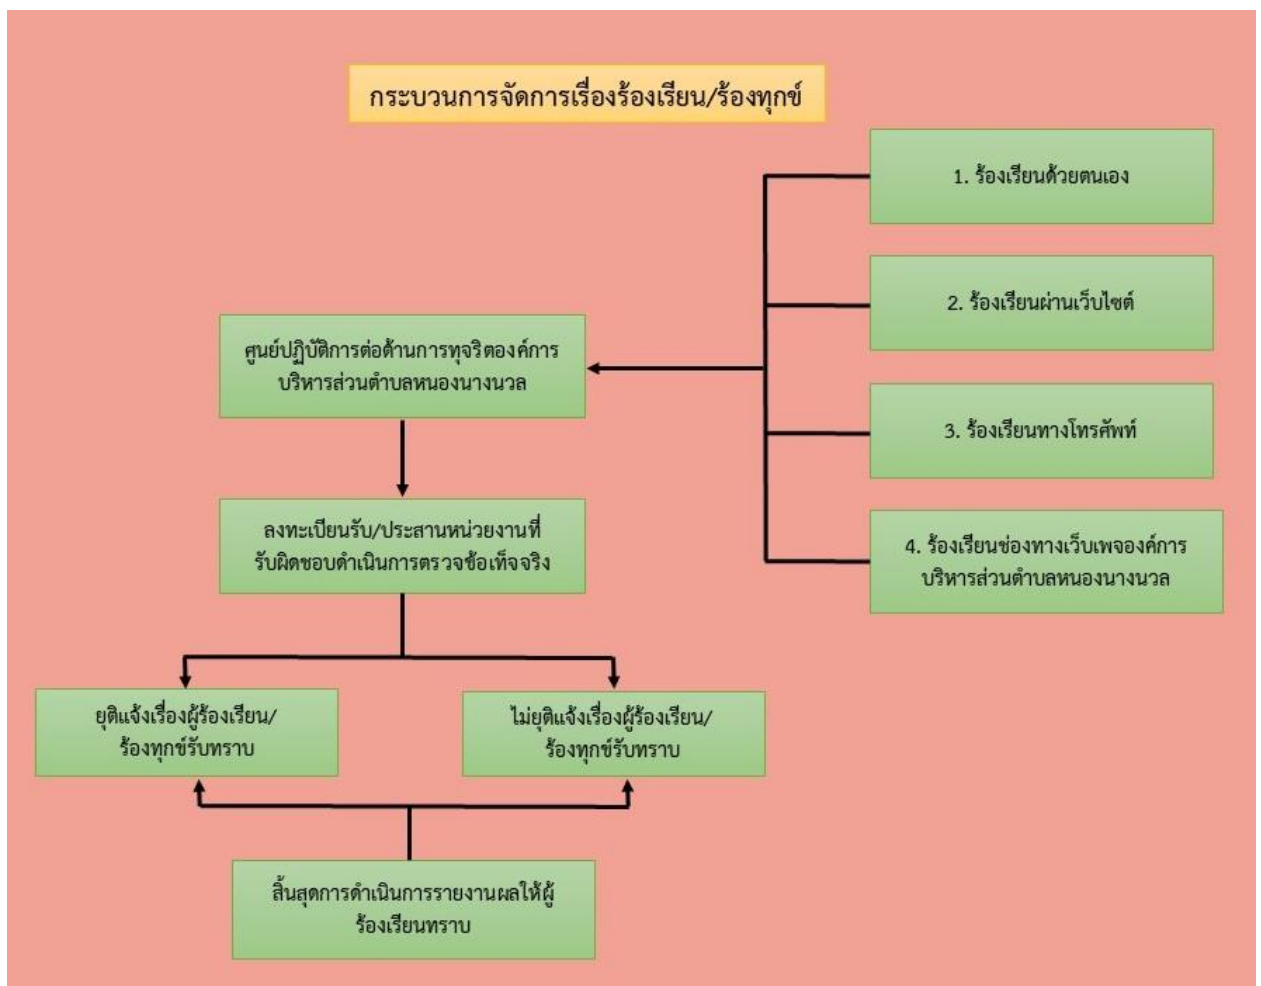 กระบวนการจัดการเรื่องร้องเรียน/ร้องทุกข์
1. ร้องเรียนด้วยตนเอง
2. ร้องเรียนผ่านเว็บไซต์
3. ร้องเรียนทางโทรศัพท์
4. ร้องเรียนช่องทางเว็บเพจองค์การ
บริหารส่วนตำบลหนองนางนวล
ศูนย์ปฏิบัติการต่อต้านการทุจริตองค์การ
บริหารส่วนตำบลหนองนางนวล
ลงทะเบียนรับ/ประสานหน่วยงานที่
รับผิดชอบดำเนินการตรวจข้อเท็จจริง
ยุติแจ้งเรื่องผู้ร้องเรียน/
ร้องทุกข์รับทราบ
ไม่ยุติแจ้งเรื่องผู้ร้องเรียน/
ร้องทุกข์รับทราบ
สิ้นสุดการดำเนินการรายงานผลให้ผู้
ร้องเรียนทราบ